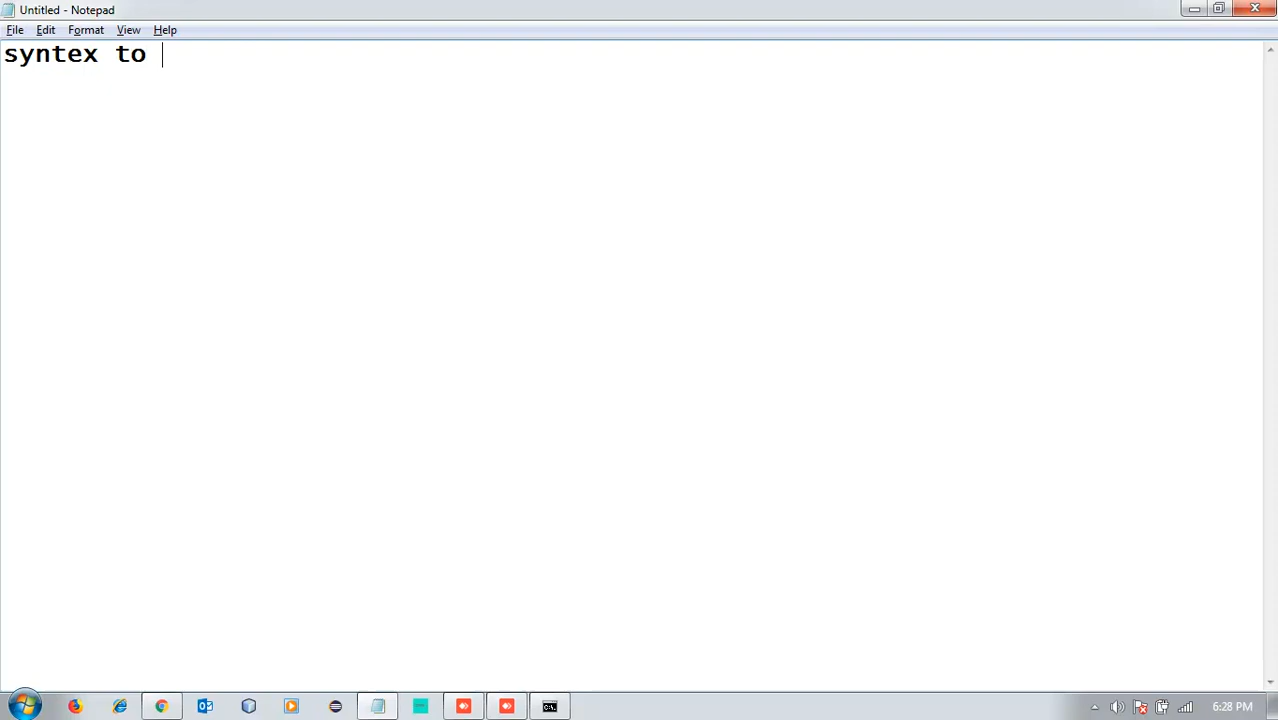 Untitled - Notepad
File Edit Format View Help
syntex to
6:28 PM